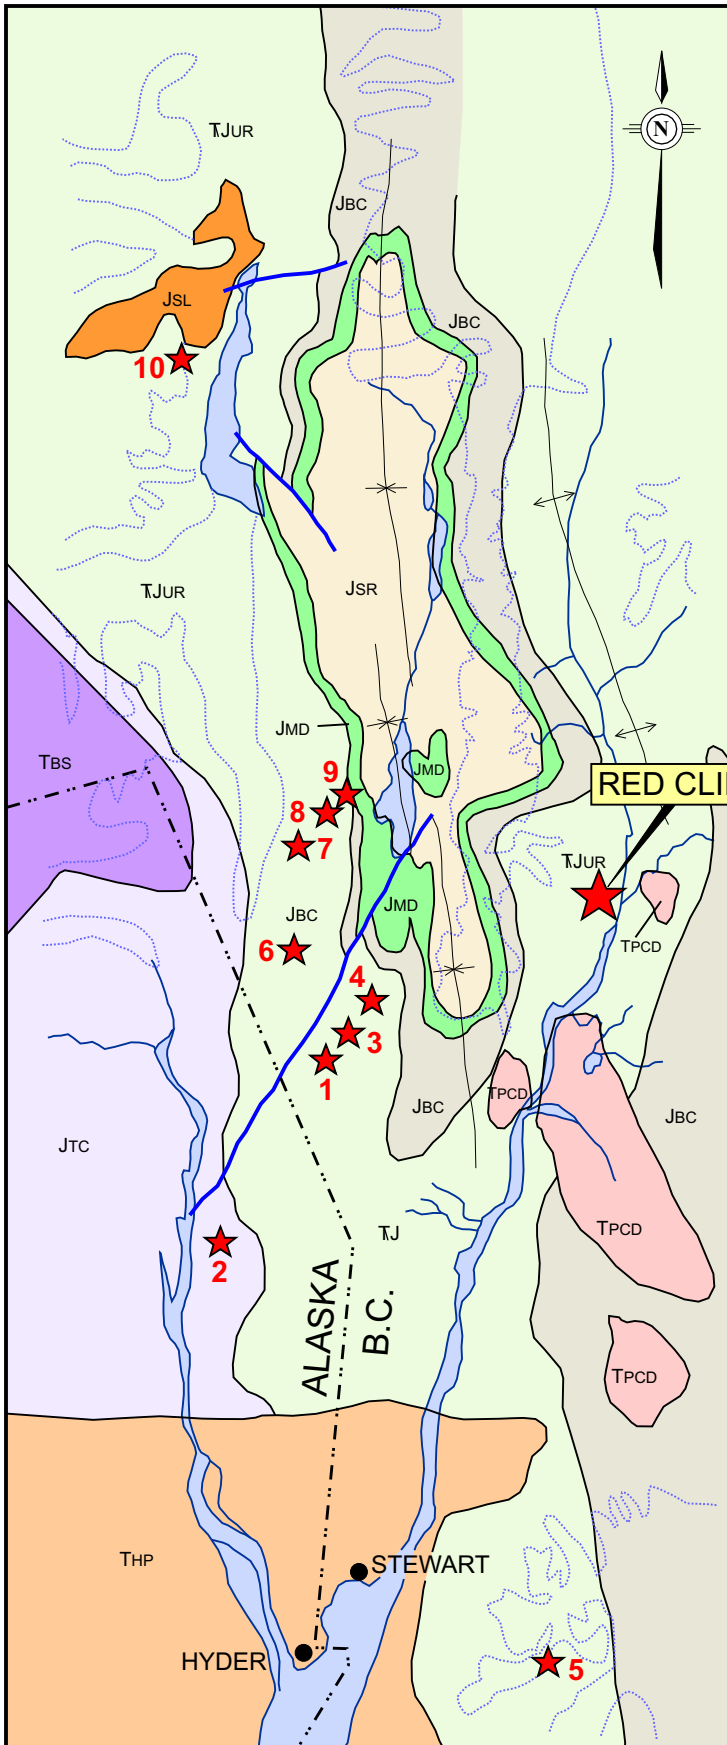 TJUR
N
JBC
JSL
JBC
10
JSR
TJUR
JMD
TBS
9
JMD
RED CLI
8
7
TJUR
JMD
JBC
TPCD
6
4
3
1
TPCD
JBC
JBC
JTC
TJ
TPCD
2
ALASKA
B.C.
TPCD
THP
STEWART
HYDER
5